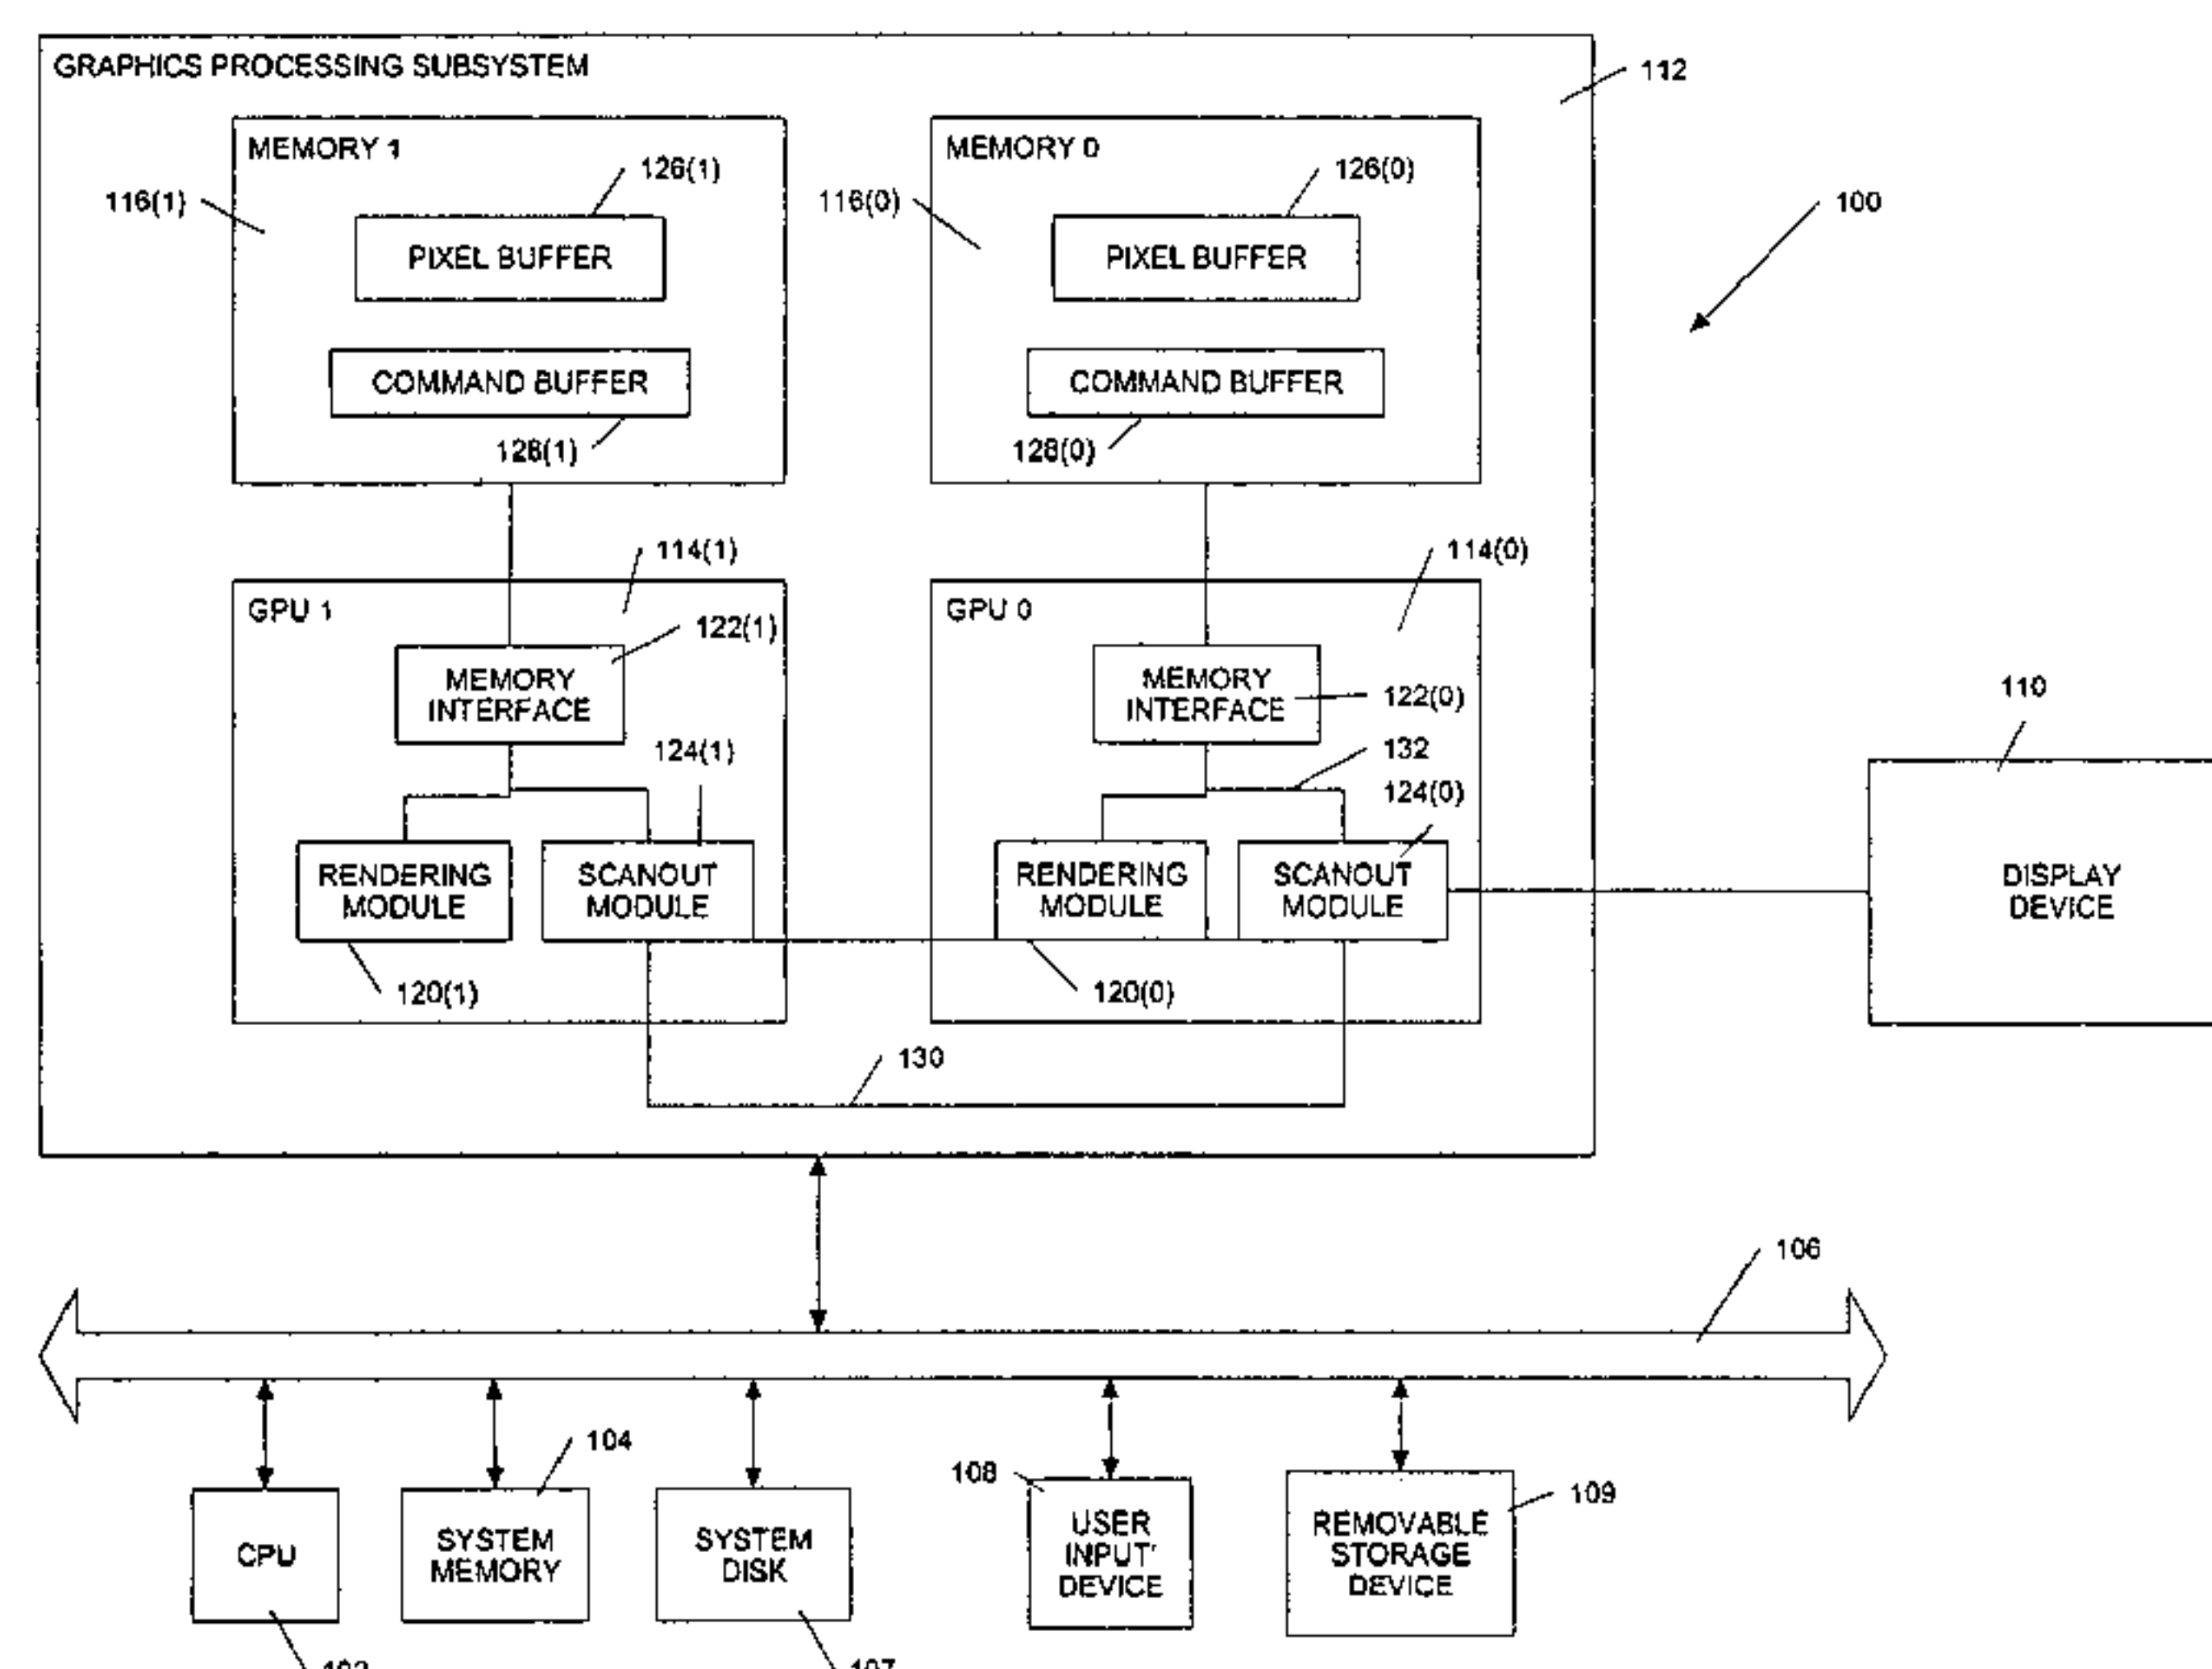 GRAPHICS PROCESSING SUBSYSTEM
112
MEMORY 1
126(1)
116(1)
PIXEL BUFFER
COMMAND BUFFER
128(1)
MEMORY 0
126(0)
116(0)
PIXEL BUFFER
COMMAND BUFFER
128(0)
100
114(1)
GPU 1
122(1)
MEMORY
INTERFACE
124(1)
RENDERING
MODULE
SCANOUT
MODULE
120(1)
114(0)
GPU 0
MEMORY
INTERFACE
122(0)
132
124(0)
RENDERING
MODULE
SCANOUT
MODULE
120(0)
110
DISPLAY
DEVICE
130
106
CPU
104
SYSTEM
MEMORY
SYSTEM
DISK
107
108
USER
INPUT
DEVICE
109
REMOVABLE
STORAGE
DEVICE